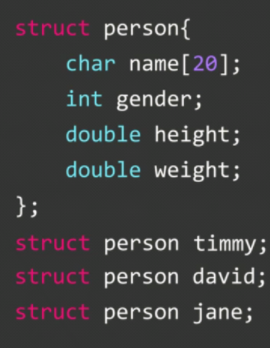 struct person{
    char name[20];
    int gender;
    double height;
    double weight;
};
struct person timmy;
struct person david;
struct person jane;